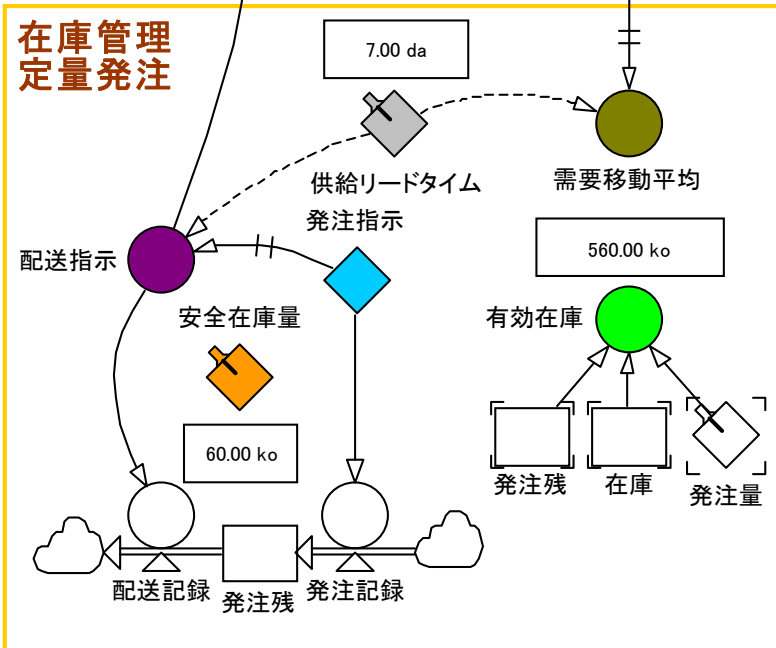 在庫管理
定量発注
7.00 da
供給リードタイム
需要移動平均
発注指示
配送指示
560.00 ko
安全在庫量
有効在庫
60.00 ko
発注残
在庫
発注量
配送記録
発注残
発注記録